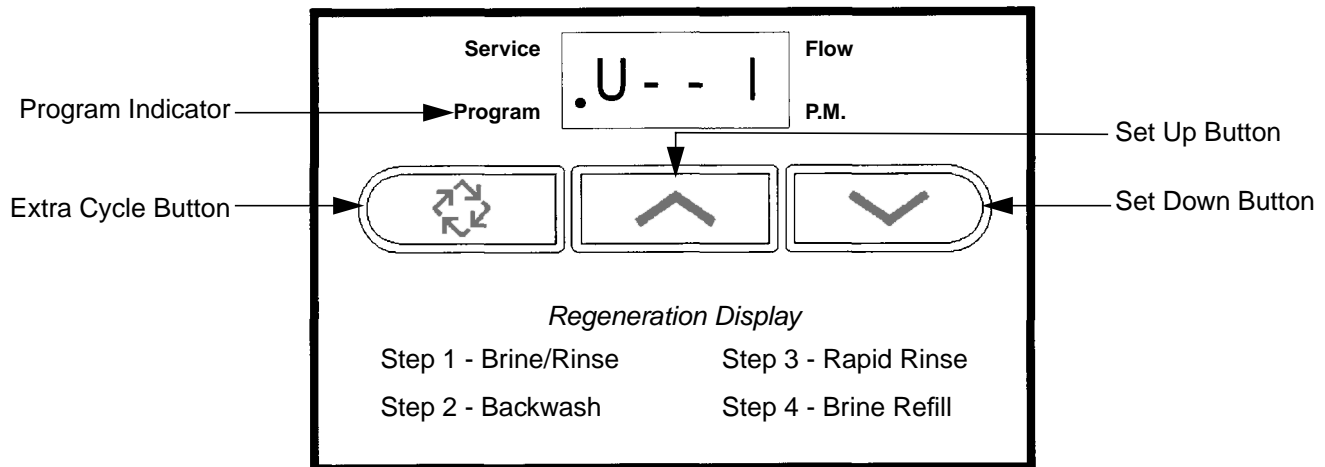 Service Flow
.U - - 1
Program Indicator Program P.M.
Set Up Button
Extra Cycle Button Set Down Button
Regeneration Display
Step 1 - Brine/Rinse Step 3 - Rapid Rinse
Step 2 - Backwash Step 4 - Brine Refill